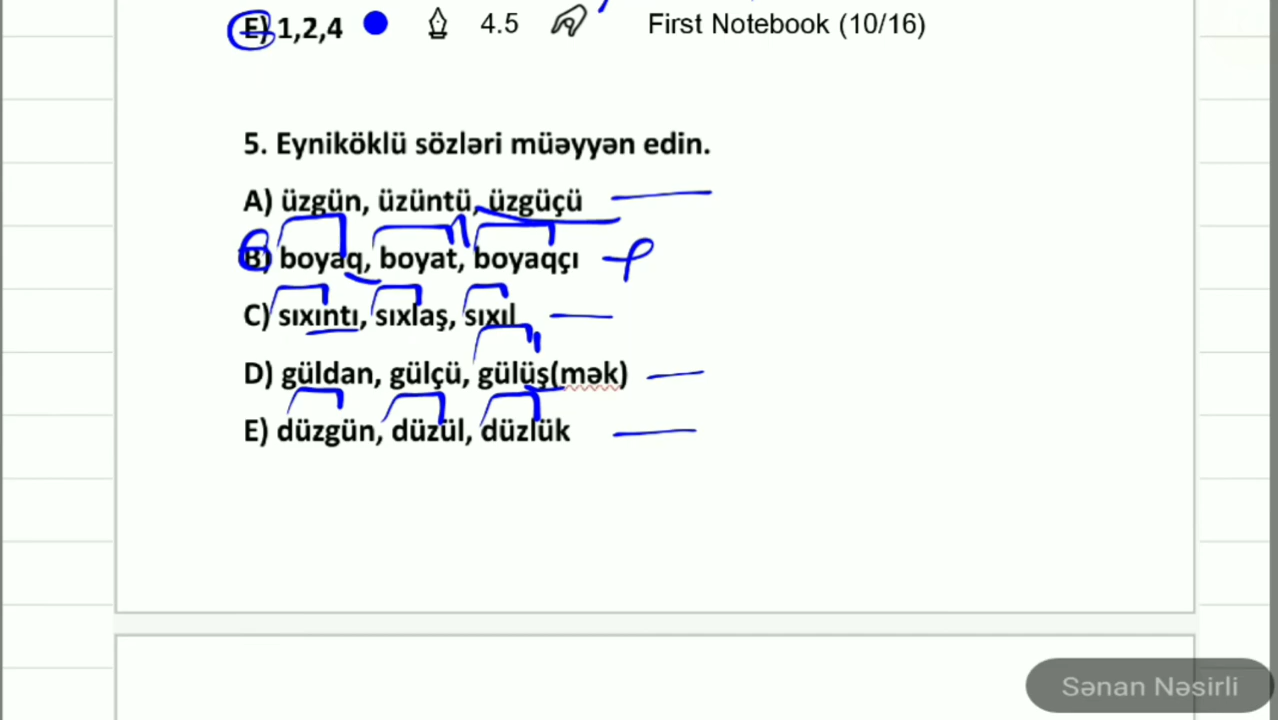 E) 1,2,4 4.5 First Notebook (10/16)
5. Eyniköklü sözləri müəyyən edin.
A) üzgün, üzüntü, üzgüçü
B) boyaq, boyat, boyaqçı
C) sıxıntı, sıxlaş, sıxıl
D) güldan, gülçü, gülüş(mək)
E) düzgün, düzül, düzlük
Sənan Nəsirli